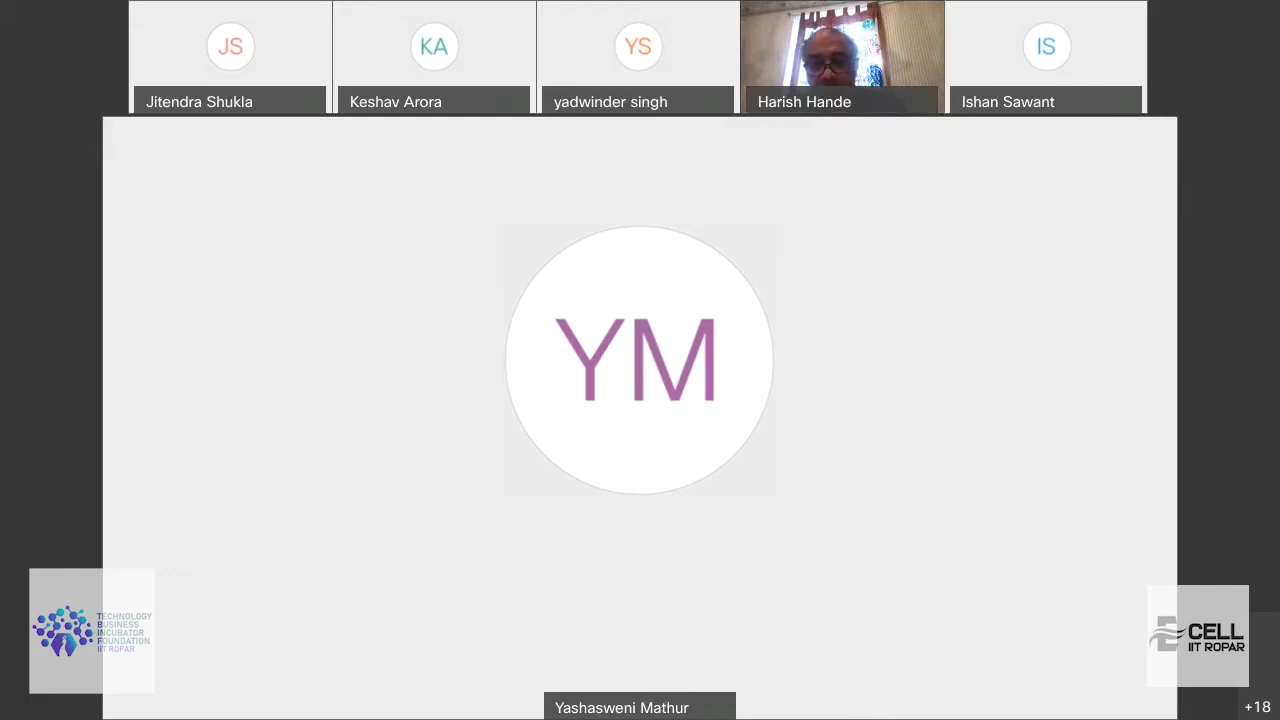 JS
KA
YS
IS
Jitendra Shukla
Keshav Arora
yadwinder singh
Harish Hande
Ishan Sawant
YM
TECHNOLOGY
BUSINESS
INCUBATOR
FOUNDATION
IIT ROPAR
E CELL
IIT ROPAR
Yashasweni Mathur
+18